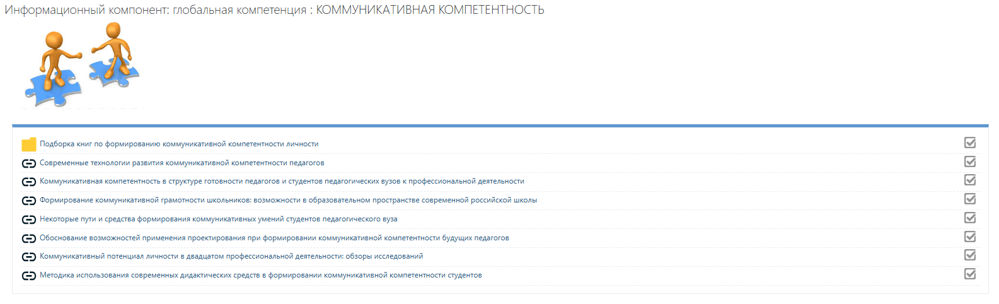 Информационный компонент: глобальная компетенция : КОММУНИКАТИВНАЯ КОМПЕТЕНТНОСТЬ
Подборка книг по формированию коммуникативной компетентности личности
Современные технологии развития коммуникативной компетентности педагогов
Коммуникативная компетентность в структуре готовности педагогов и студентов педагогических вузов к профессиональной деятельности
Формирование коммуникативной грамотности школьников: возможности в образовательном пространстве современной российской школы
Некоторые пути и средства формирования коммуникативных умений студентов педагогического вуза
Обоснование возможностей применения проектирования при формировании коммуникативной компетентности будущих педагогов
Коммуникативный потенциал личности в двадцатом профессиональной деятельности: обзоры исследований
Методика использования современных дидактических средств в формировании коммуникативной компетентности студентов